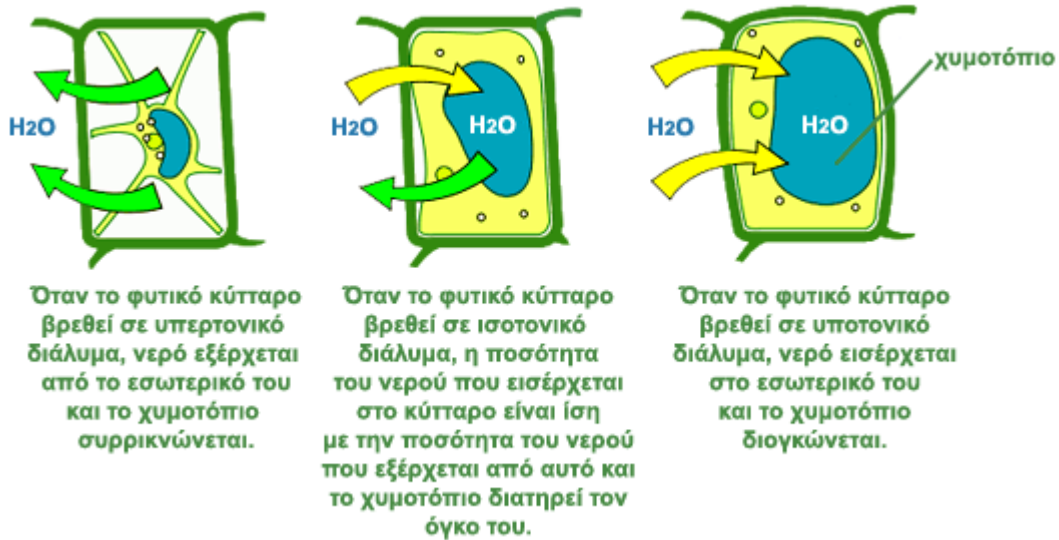 χυμοτόπιο
H2O
H2O
H2O
H2O
H2O
Όταν το φυτικό κύτταρο
βρεθεί σε υπερτονικό
διάλυμα, νερό εξέρχεται
από το εσωτερικό του
και το χυμοτόπιο
συρρικνώνεται.
Όταν το φυτικό κύτταρο
βρεθεί σε ισοτονικό
διάλυμα, η ποσότητα
του νερού που εισέρχεται
στο κύτταρο είναι ίση
με την ποσότητα του νερού
που εξέρχεται από αυτό και
το χυμοτόπιο διατηρεί τον
όγκο του.
Όταν το φυτικό κύτταρο
βρεθεί σε υποτονικό
διάλυμα, νερό εισέρχεται
στο εσωτερικό του
και το χυμοτόπιο
διογκώνεται.